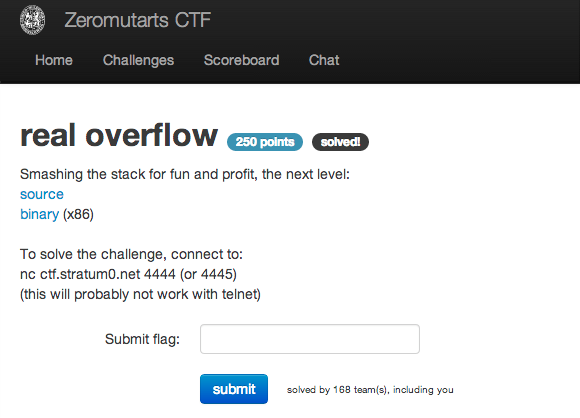 Zeromutarts CTF
Home Challenges Scoreboard Chat
real overflow 250 points solved!
Smashing the stack for fun and profit, the next level:
source
binary (x86)
To solve the challenge, connect to:
nc ctf.stratum0.net 4444 (or 4445)
(this will probably not work with telnet)
Submit flag:
submit solved by 168 team(s), including you